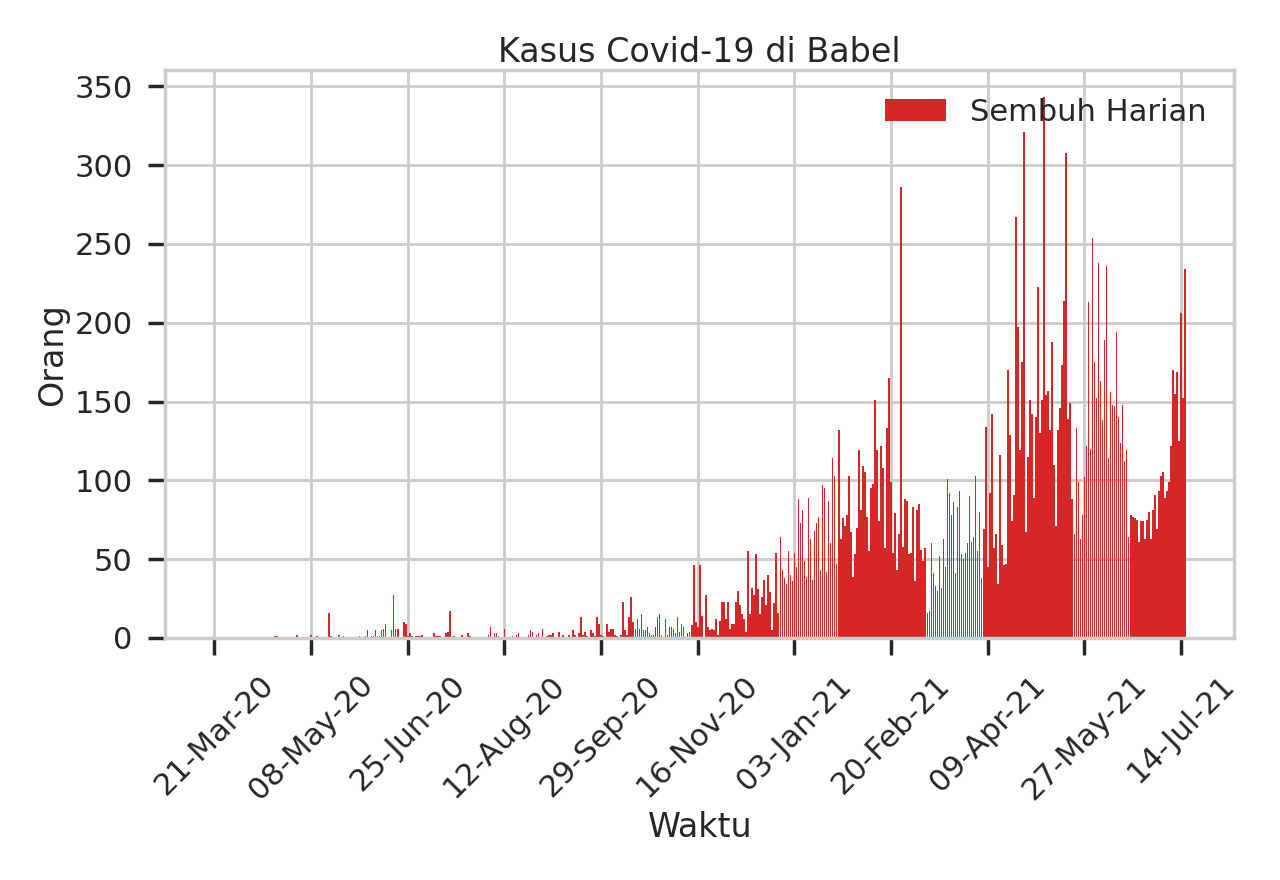 Kasus Covid-19 di Babel
Sembuh Harian
Orang
350
300
250
200
150
100
50
0
21-Mar-20
08-May-20
25-Jun-20
12-Aug-20
29-Sep-20
16-Nov-20
03-Jan-21
20-Feb-21
09-Apr-21
27-May-21
14-Jul-21
Waktu